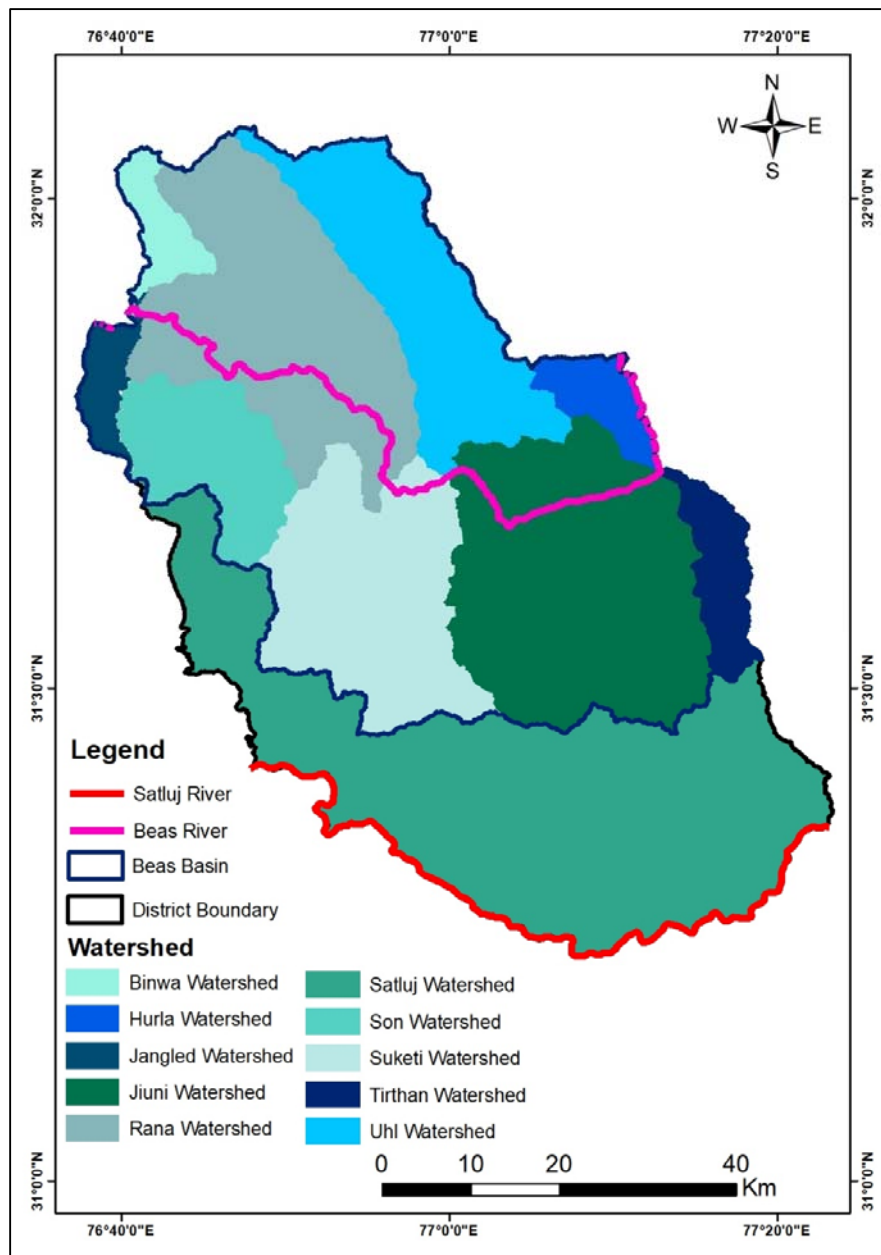 76°40'0"E 77°0'0"E 77°20'0"E
N
W E
S
32°0'0"N 32°0'0"N
31°30'0"N 31°30'0"N
31°0'0"N 31°0'0"N
Legend
Satluj River
Beas River
Beas Basin
District Boundary
Watershed
Binwa Watershed
Hurla Watershed
Jangled Watershed
Jiuni Watershed
Rana Watershed
Satluj Watershed
Son Watershed
Suketi Watershed
Tirthan Watershed
Uhl Watershed
0 10 20 40
Km
76°40'0"E 77°0'0"E 77°20'0"E